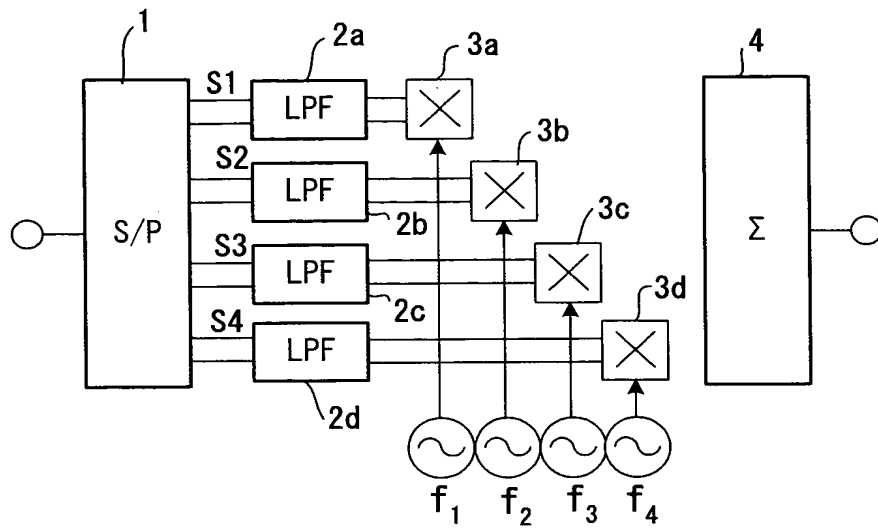 1
2a
3a
4
S1
LPF
3b
S2
LPF
2b
3c
S/P
Σ
S3
LPF
2c
3d
S4
LPF
2d
f1
f2
f3
f4